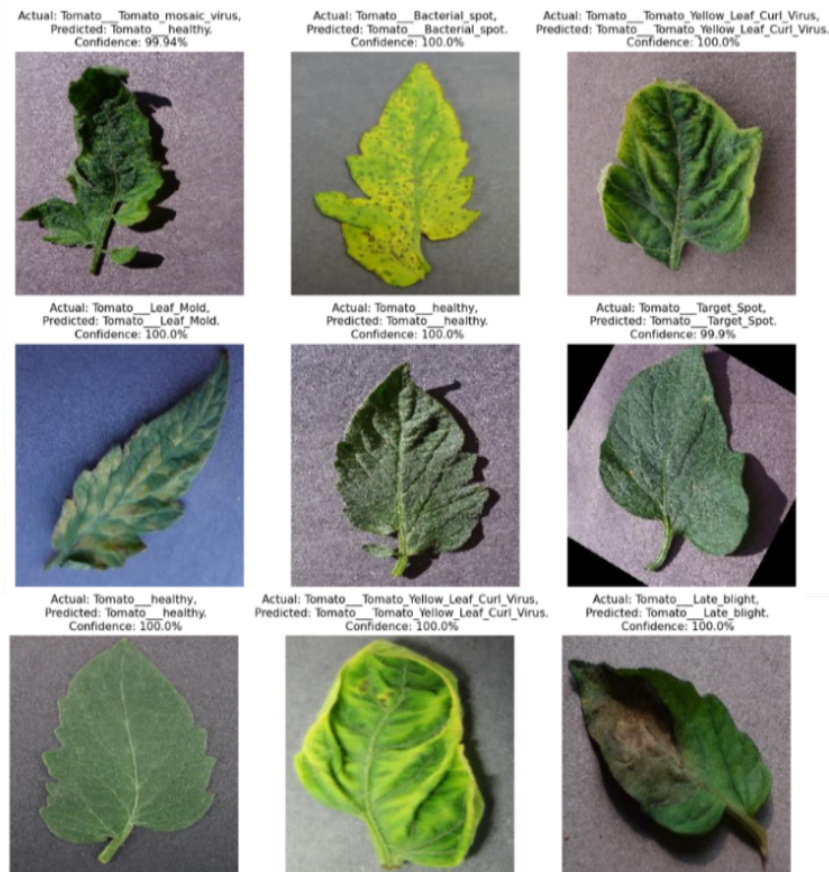 Actual: Tomato___Tomato_mosaic_virus,
Predicted: Tomato___healthy.
Confidence: 99.94%
Actual: Tomato___Bacterial_spot,
Predicted: Tomato___Bacterial_spot.
Confidence: 100.0%
Actual: Tomato___Tomato_Yellow_Leaf_Curl_Virus,
Predicted: Tomato___Tomato_Yellow_Leaf_Curl_Virus.
Confidence: 100.0%
Actual: Tomato___Leaf_Mold,
Predicted: Tomato___Leaf_Mold.
Confidence: 100.0%
Actual: Tomato___healthy,
Predicted: Tomato___healthy.
Confidence: 100.0%
Actual: Tomato___Target_Spot,
Predicted: Tomato___Target_Spot.
Confidence: 99.9%
Actual: Tomato___healthy,
Predicted: Tomato___healthy.
Confidence: 100.0%
Actual: Tomato___Tomato_Yellow_Leaf_Curl_Virus,
Predicted: Tomato___Tomato_Yellow_Leaf_Curl_Virus.
Confidence: 100.0%
Actual: Tomato___Late_blight,
Predicted: Tomato___Late_blight.
Confidence: 100.0%